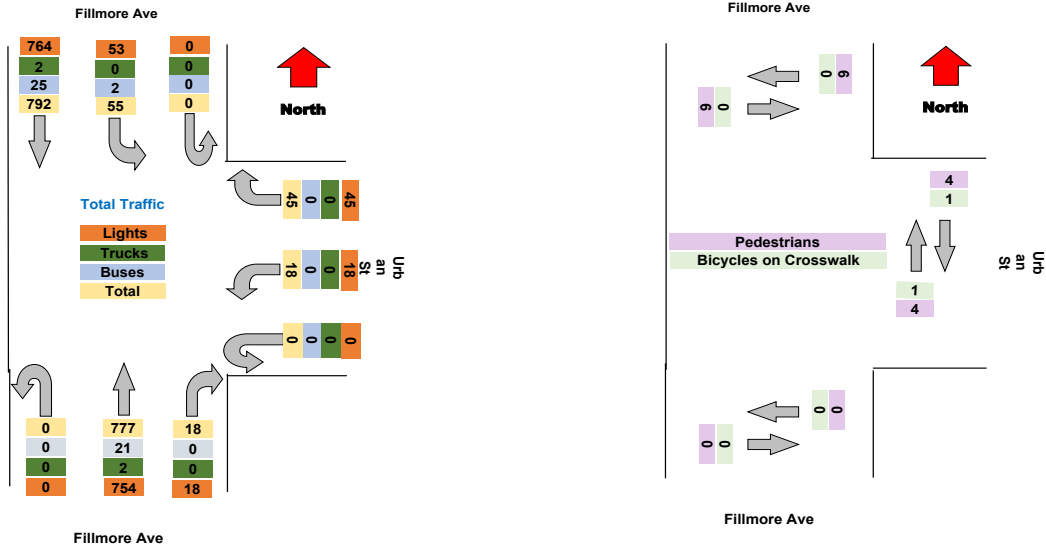 Fillmore Ave
764 53 0
2 0 0
25 2 0
792 55 0
North
45 0 0 45
Total Traffic
Lights
Trucks
Buses
Total
18 0 0 18
Urb
an
St
0 0 0 0
0 777 18
0 21 0
0 2 0
0 754 18
Fillmore Ave
Fillmore Ave
0
0
North
4
1
Pedestrians
Bicycles on Crosswalk
Urb
an
St
1
4
0 0
0 0
Fillmore Ave